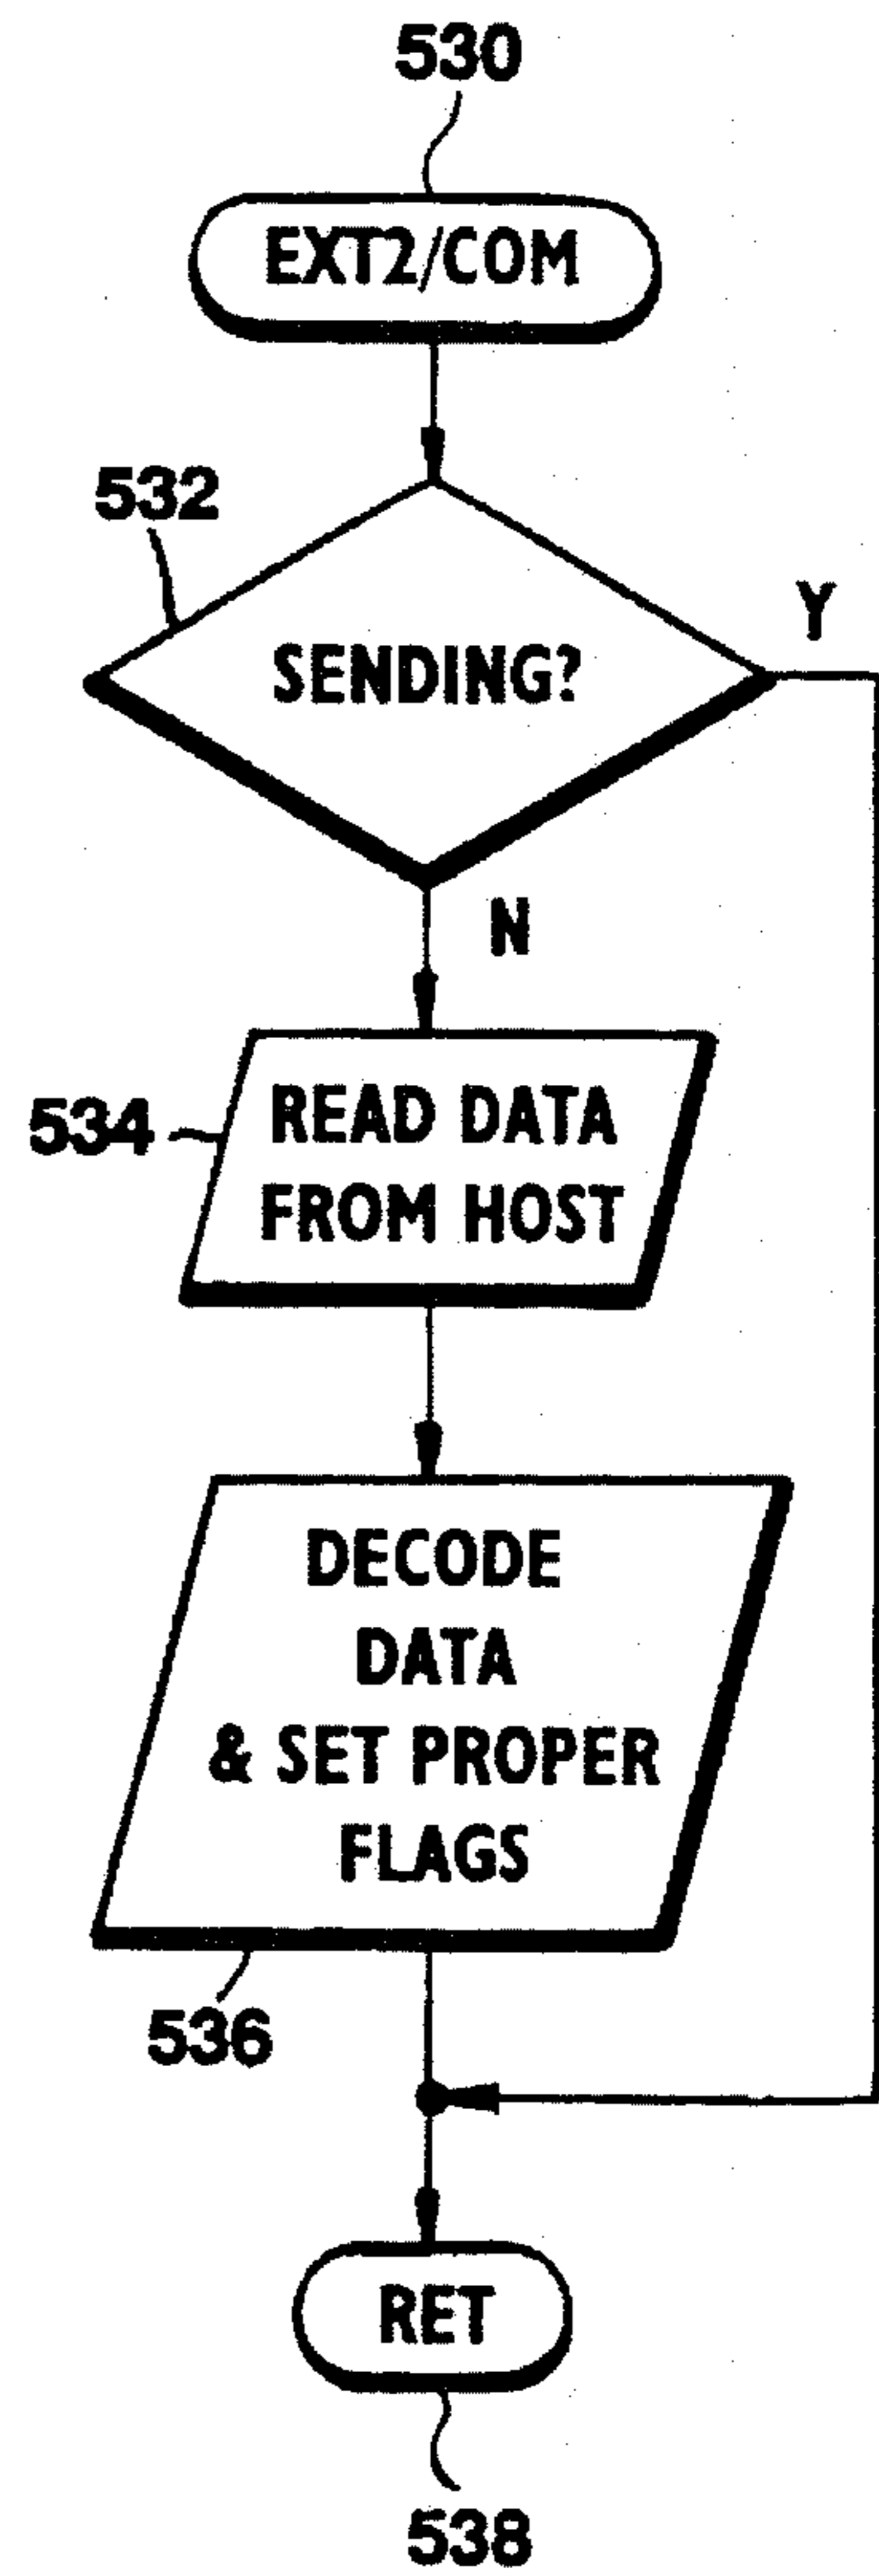 530
EXT2/COM
532
SENDING?
Y
N
534
READ DATA
FROM HOST
DECODE
DATA
& SET PROPER
FLAGS
536
RET
538